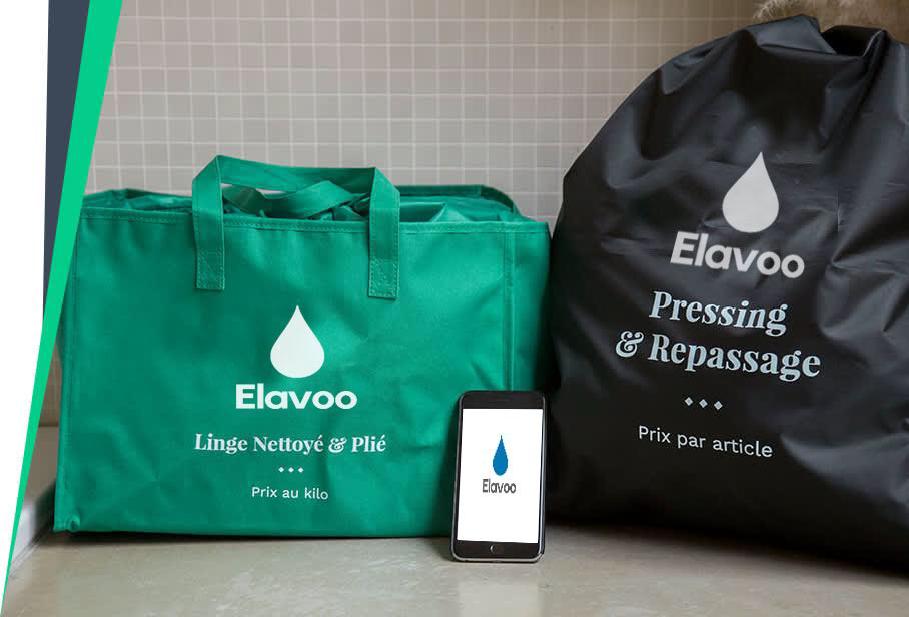 Elavoo
Linge Nettoyé & Plié
Prix au kilo
Elavoo
Elavoo
Pressing
& Repassage
Prix par article